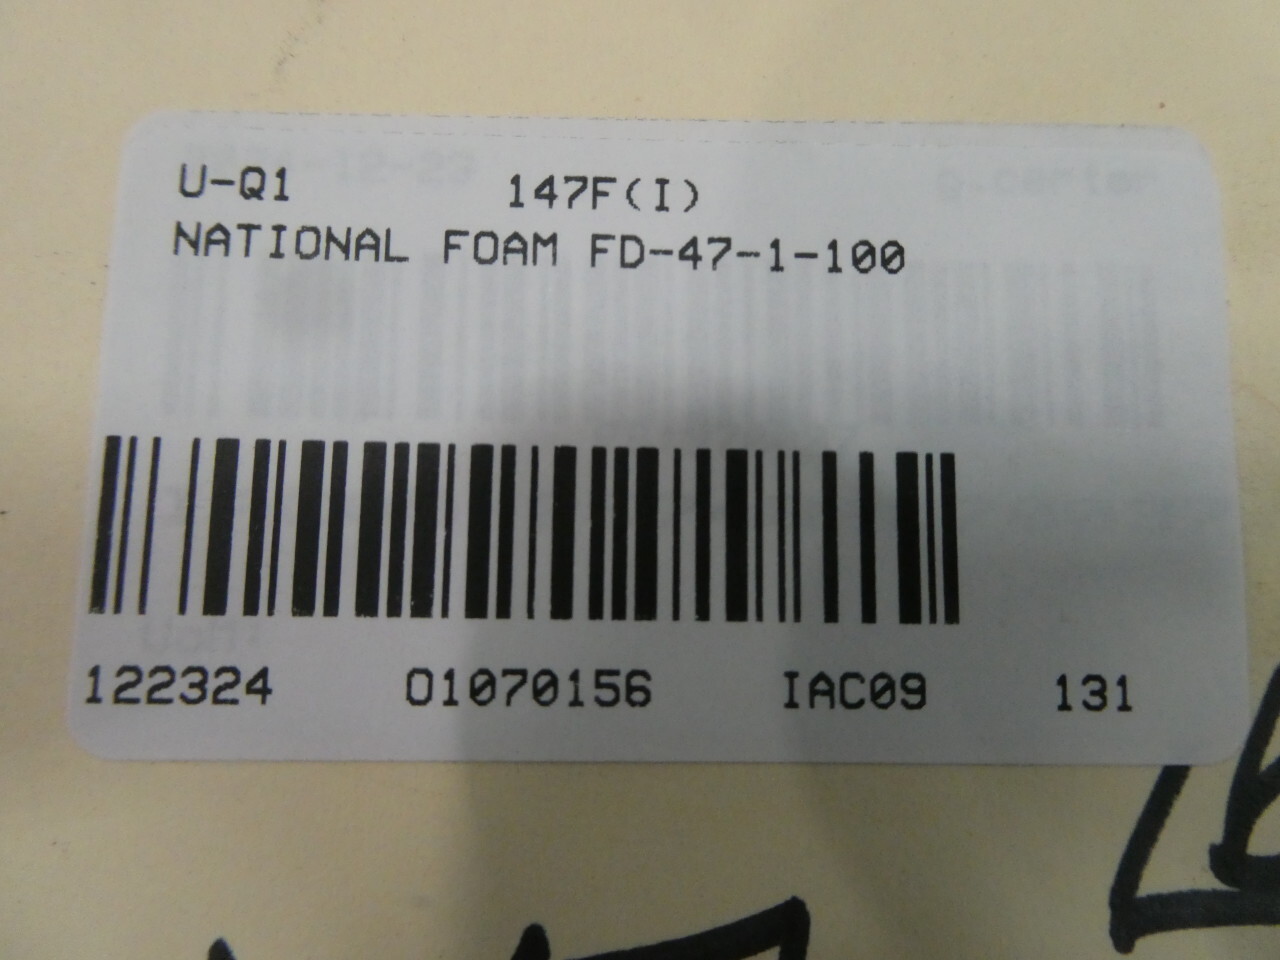 U-Q1 147F(I)
NATIONAL FOAM FD-47-1-100
122324 01070156 IAC09 131